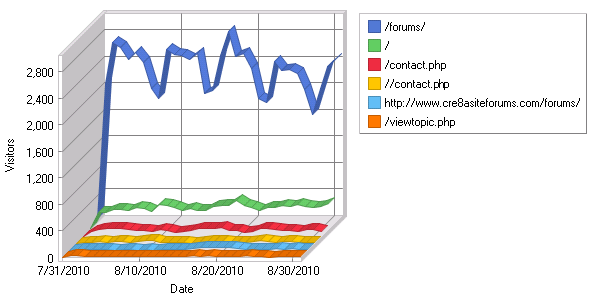 /forums/
/
/contact.php
//contact.php
http://www.cre8asiteforums.com/forums/
/viewtopic.php
Visitors
2,800
2,400
2,000
1,600
1,200
800
400
0
7/31/2010
8/10/2010
8/20/2010
8/30/2010
Date